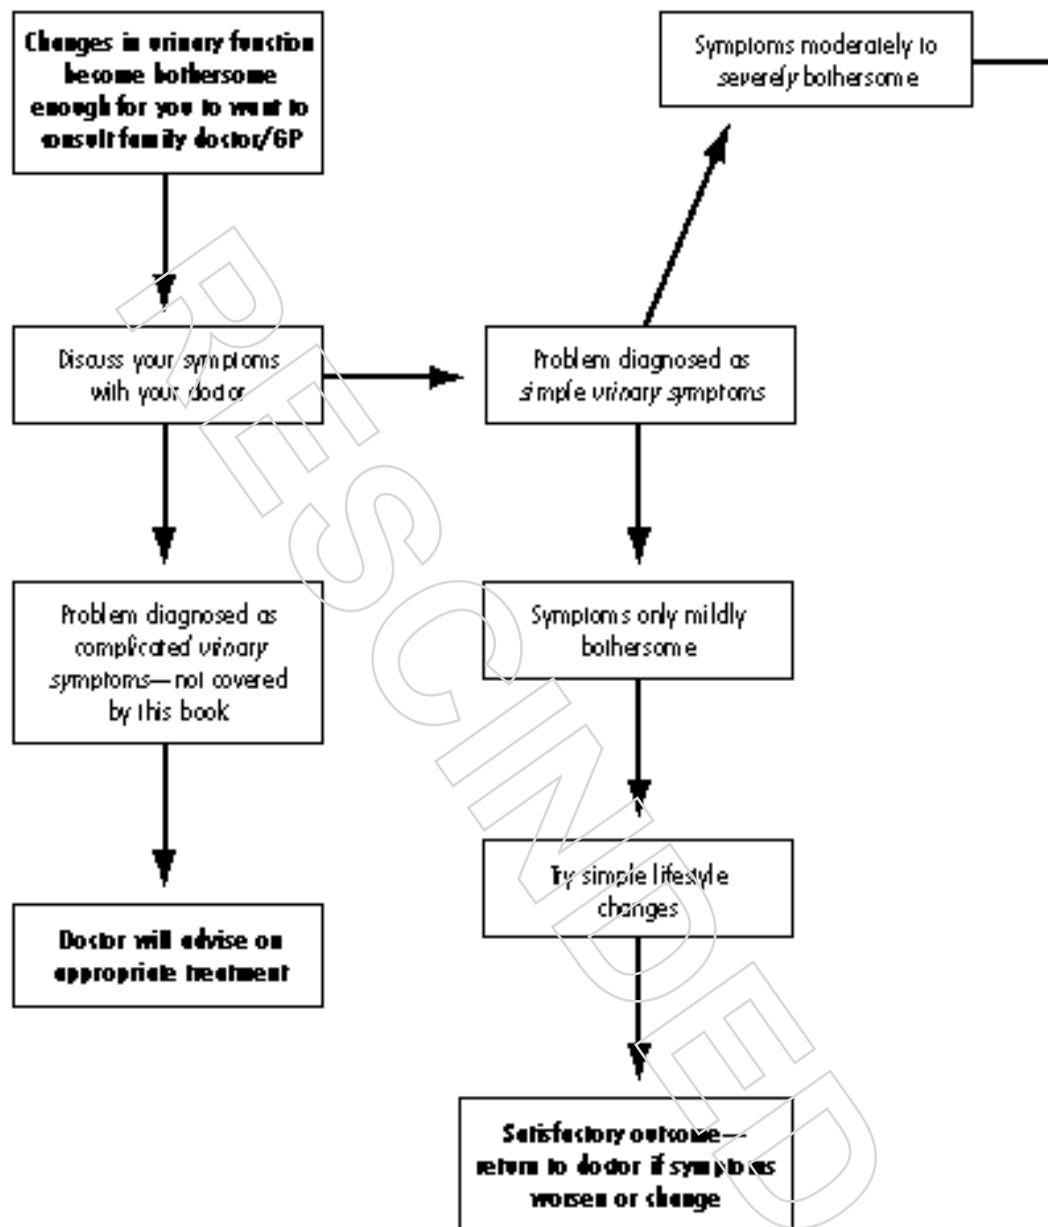 Changes in urinary function
become bothersome
enough for you to want to
consult family doctor/GP
Symptoms moderately to
severely bothersome
Discuss your symptoms
with your doctor
Problem diagnosed as
simple urinary symptoms
Problem diagnosed as
complicated urinary
symptoms—not covered
by this book
Symptoms only mildly
bothersome
Try simple lifestyle
changes
Doctor will advise on
appropriate treatment
Satisfactory outcome—
return to doctor if symptoms
worsen or change
RESCINDED